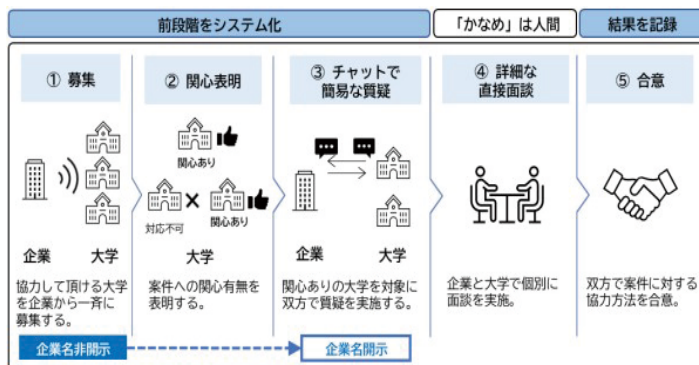 前段階をシステム化
「かなめ」は人間
結果を記録
① 募集
企業
大学
協力して頂ける大学
を企業から一斉に
募集する。
② 関心表明
関心あり
対応不可
関心あり
大学
案件への関心有無を
表明する。
③ チャットで
簡易な質疑
企業
大学
関心ありの大学を対象に
双方で質疑を実施する。
④ 詳細な
直接面談
企業と大学で個別に
面談を実施。
⑤ 合意
双方で案件に対する
協力方法を合意。
企業名非開示
企業名開示